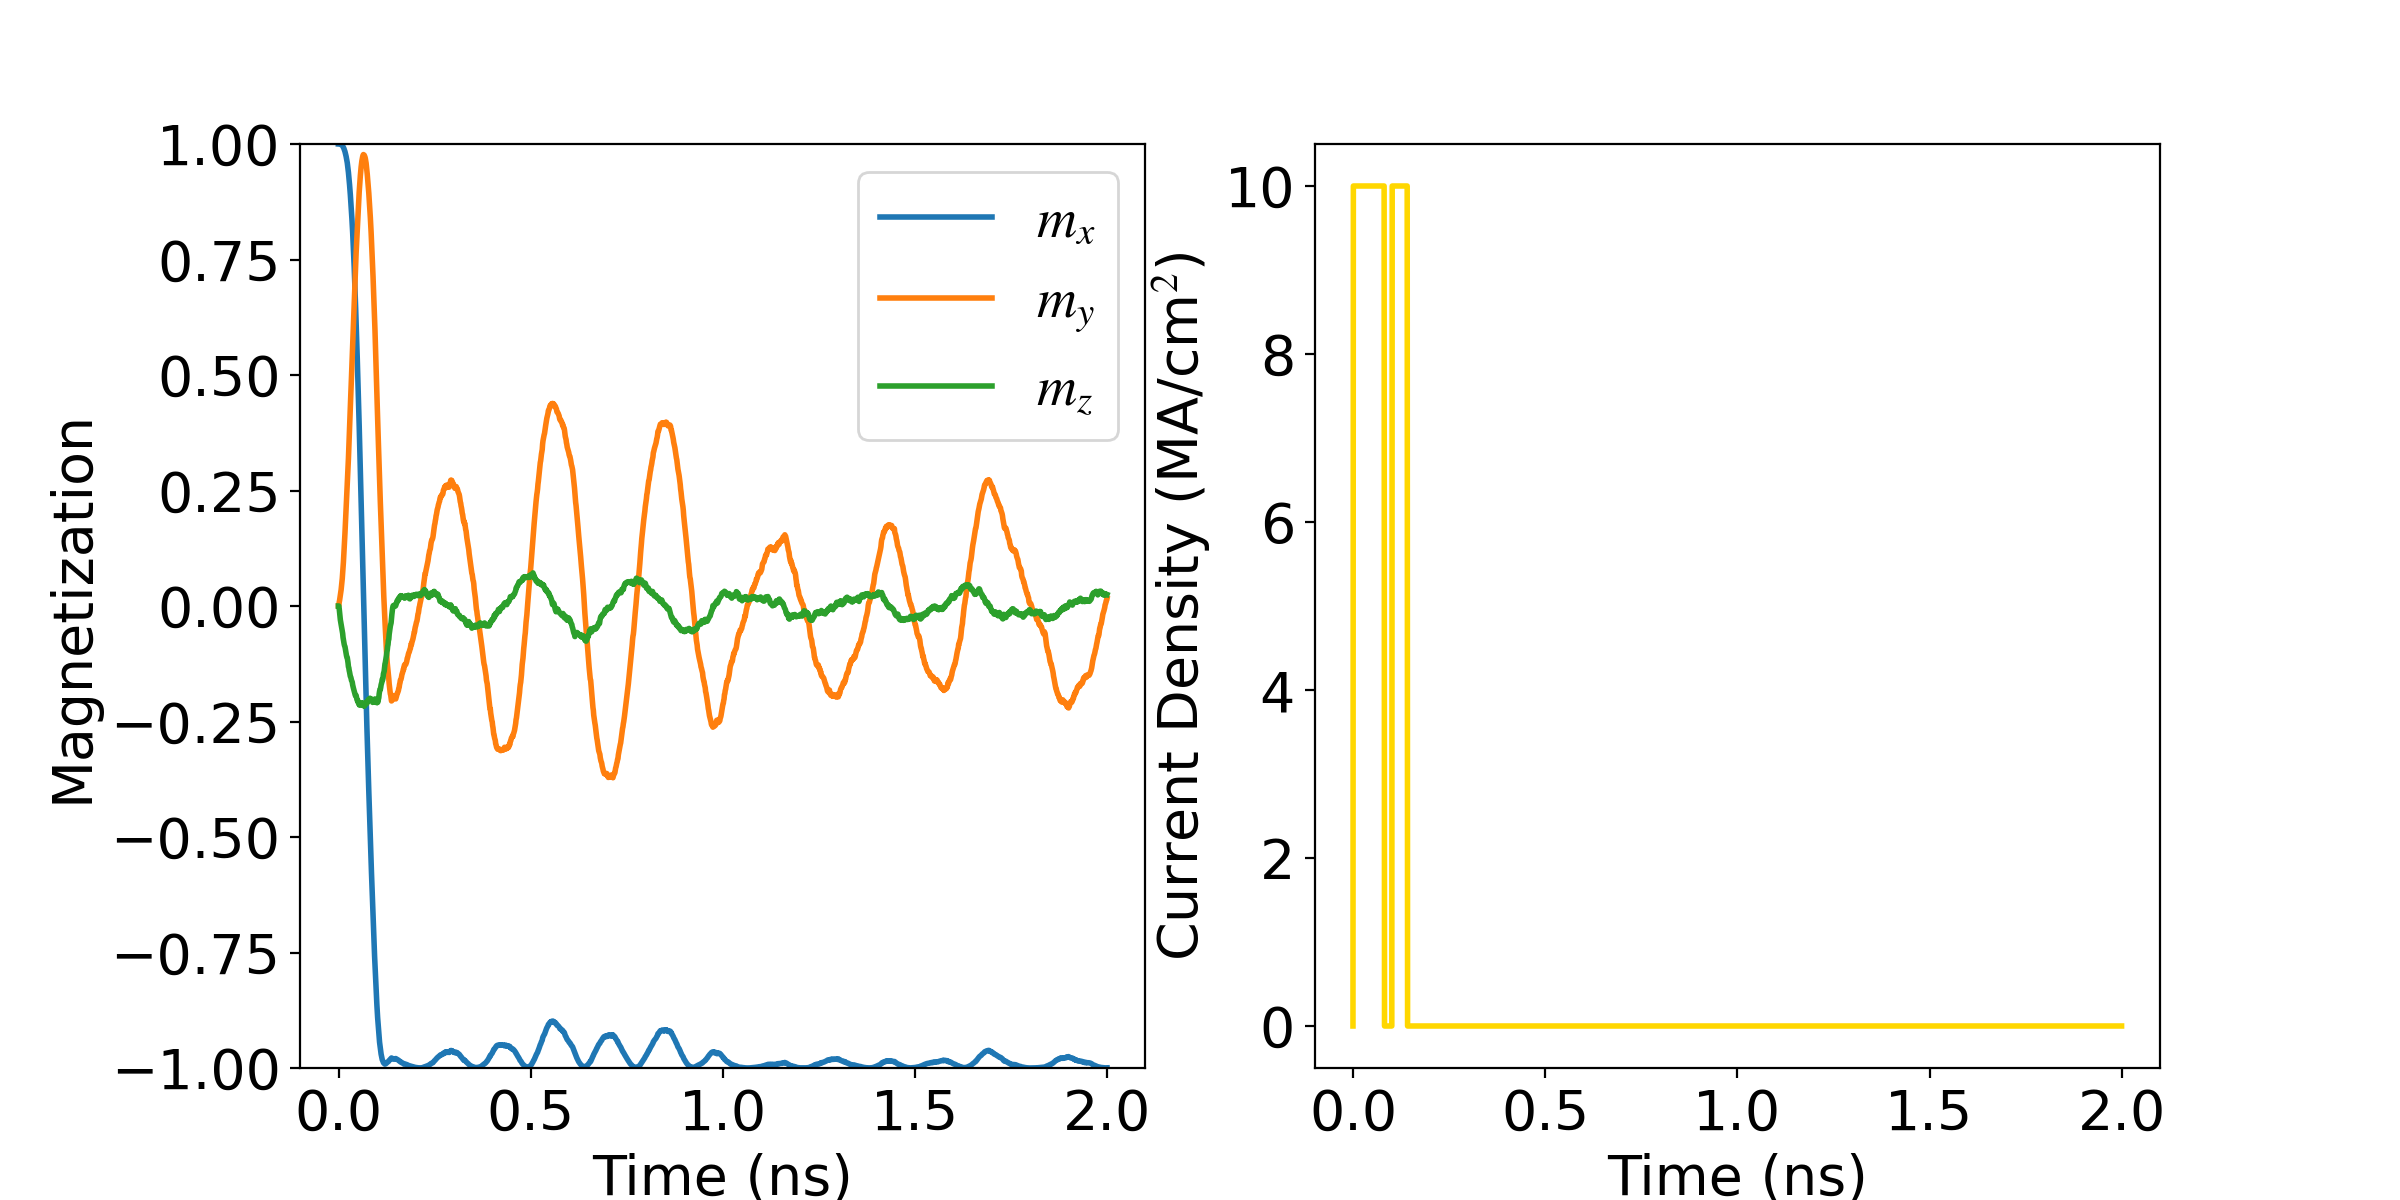 Magnetization
1.00
0.75
0.50
0.25
0.00
−0.25
−0.50
−0.75
−1.00
0.0 0.5 1.0 1.5 2.0
Time (ns)
m_x
m_y
m_z
Current Density (MA/cm²)
10
8
6
4
2
0
0.0 0.5 1.0 1.5 2.0
Time (ns)